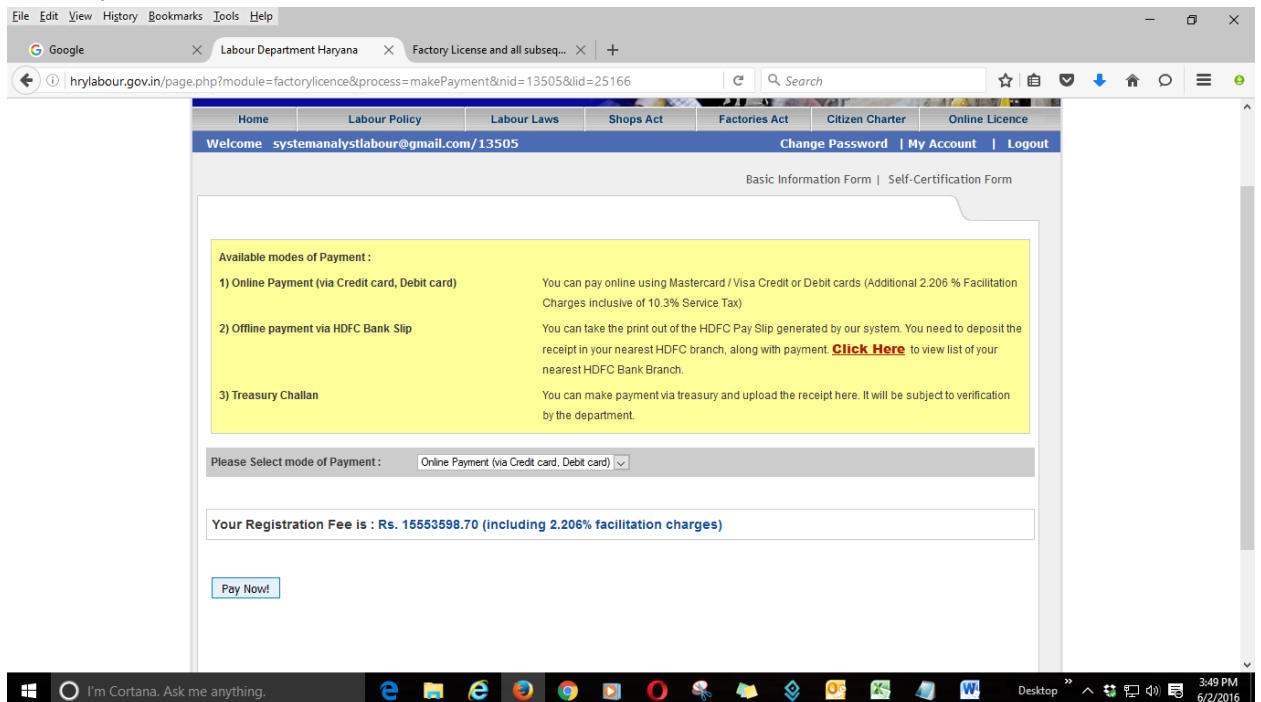 File Edit View History Bookmarks Tools Help
Google Labour Department Haryana Factory License and all subseq...
hrylabour.gov.in/page.php?module=factorylicence&process=makePayment&nid=13505&lid=25166 Search
Home Labour Policy Labour Laws Shops Act Factories Act Citizen Charter Online Licence
Welcome systemanalystlabour@gmail.com/13505 Change Password | My Account | Logout
Basic Information Form | Self-Certification Form
Available modes of Payment :
1) Online Payment (via Credit card, Debit card) You can pay online using Mastercard / Visa Credit or Debit cards (Additional 2.206 % Facilitation
Charges inclusive of 10.3% Service Tax)
2) Offline payment via HDFC Bank Slip You can take the print out of the HDFC Pay Slip generated by our system. You need to deposit the
receipt in your nearest HDFC branch, along with payment. Click Here to view list of your
nearest HDFC Bank Branch.
3) Treasury Challan You can make payment via treasury and upload the receipt here. It will be subject to verification
by the department.
Please Select mode of Payment : Online Payment (via Credit card, Debit card)
Your Registration Fee is : Rs. 15553598.70 (including 2.206% facilitation charges)
Pay Now!
I'm Cortana. Ask me anything. Desktop 3:49 PM
6/2/2016